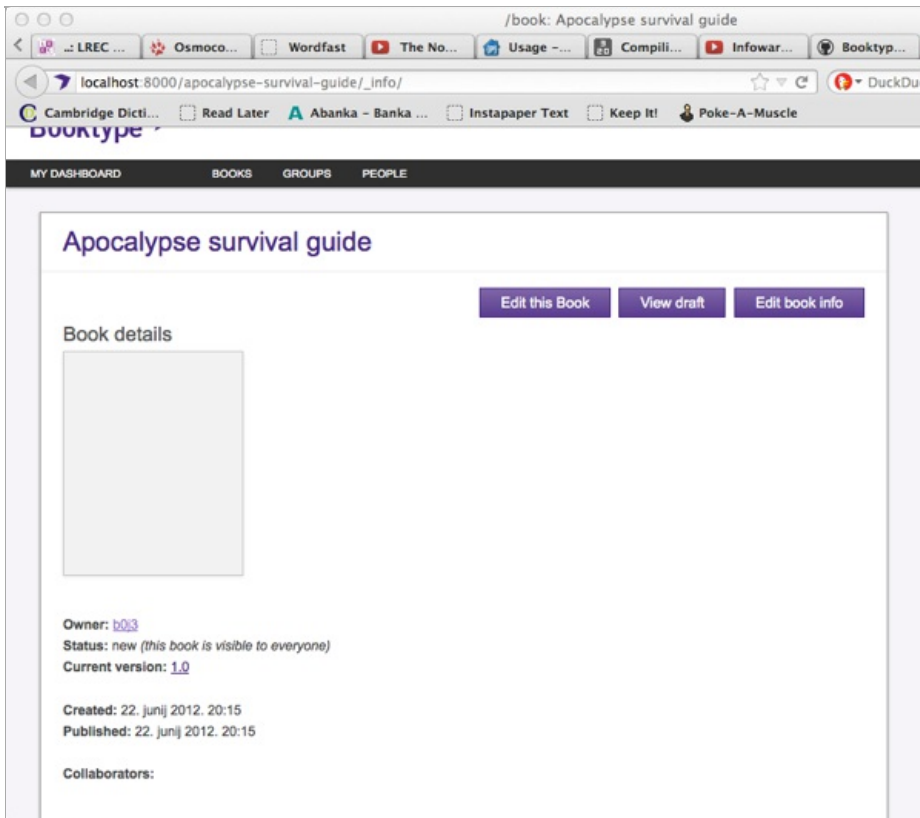 /book: Apocalypse survival guide
..: LREC ... Osmoco... Wordfast The No... Usage –... Compili... Infowar... Booktyp...
localhost:8000/apocalypse-survival-guide/_info/ DuckDu
Cambridge Dicti... Read Later Abanka – Banka ... Instapaper Text Keep It! Poke-A-Muscle
Booktype
MY DASHBOARD BOOKS GROUPS PEOPLE
Apocalypse survival guide
Edit this Book View draft Edit book info
Book details
Owner: b0j3
Status: new (this book is visible to everyone)
Current version: 1.0
Created: 22. junij 2012. 20:15
Published: 22. junij 2012. 20:15
Collaborators: